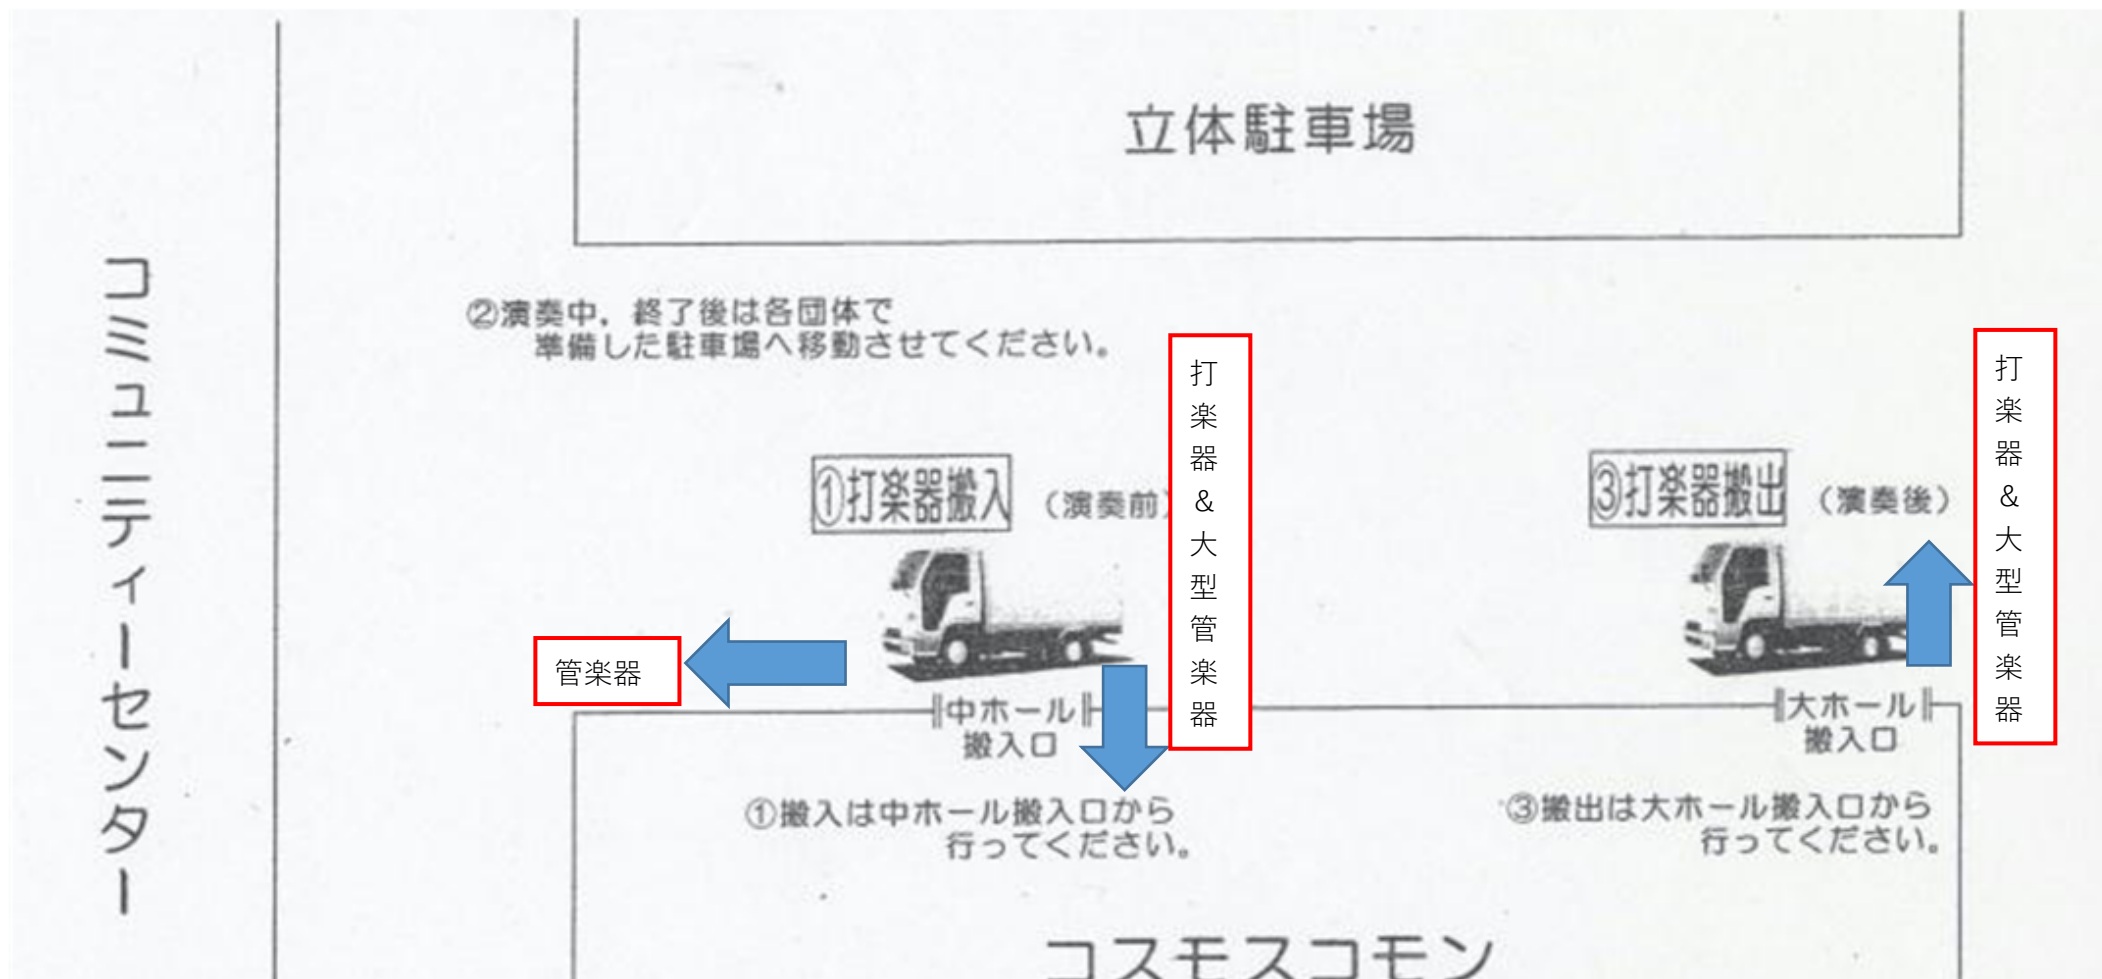 立体駐車場
コミュニティーセンター
②演奏中，終了後は各団体で
準備した駐車場へ移動させてください。
打楽器&大型管楽器
打楽器&大型管楽器
①打楽器搬入
（演奏前）
③打楽器搬出
（演奏後）
管楽器
中ホール
搬入口
大ホール
搬入口
①搬入は中ホール搬入口から
行ってください。
③搬出は大ホール搬入口から
行ってください。
コスモスコモン